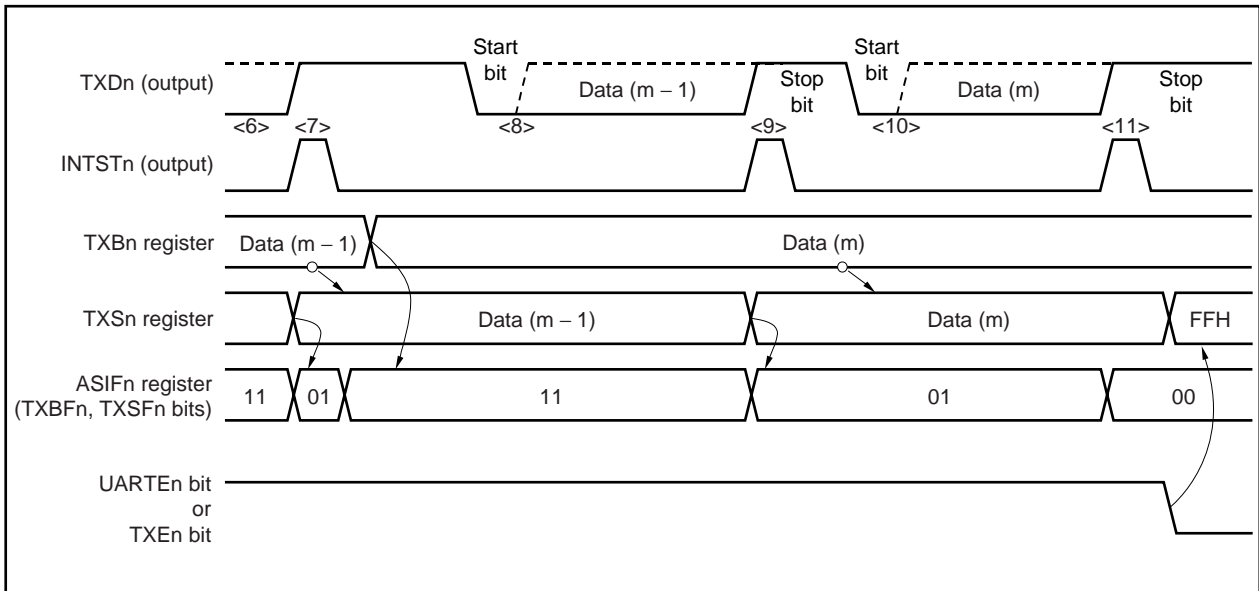 Start
bit
Start
bit
TXDn (output)
Data (m – 1)
Stop
bit
Data (m)
Stop
bit
<6>
<7>
<8>
<9>
<10>
<11>
INTSTn (output)
TXBn register
Data (m – 1)
Data (m)
TXSn register
Data (m – 1)
Data (m)
FFH
ASIFn register
(TXBFn, TXSFn bits)
11
01
11
01
00
UARTEn bit
or
TXEn bit